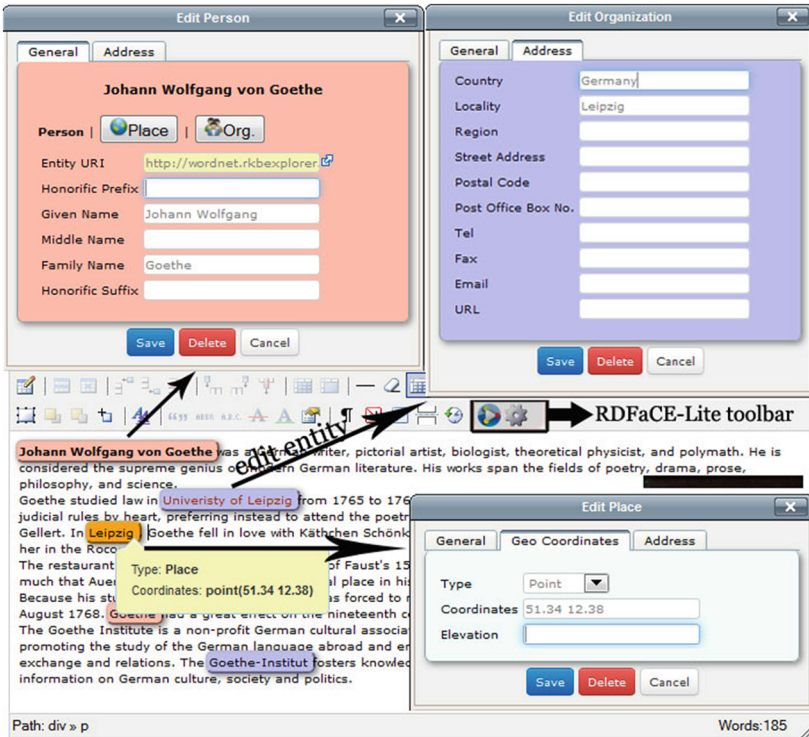 Edit Person
General Address
Johann Wolfgang von Goethe
Person | Place | Org.
Entity URI http://wordnet.rkbexplorer.
Honorific Prefix
Given Name Johann Wolfgang
Middle Name
Family Name Goethe
Honorific Suffix
Save Delete Cancel
Edit Organization
General Address
Country Germany
Locality Leipzig
Region
Street Address
Postal Code
Post Office Box No.
Tel
Fax
Email
URL
Save Delete Cancel
RDFaCE-Lite toolbar
edit entity
Johann Wolfgang von Goethe was a German writer, pictorial artist, biologist, theoretical physicist, and polymath. He is
considered the supreme genius of modern German literature. His works span the fields of poetry, drama, prose,
philosophy, and science.
Goethe studied law in Univeristy of Leipzig from 1765 to 176
judicial rules by heart, preferring instead to attend the poetr
Gellert. In Leipzig Goethe fell in love with Käthchen Schönk
her in the Roco
The restaurant of Faust's 15
much that Auer al place in his
Because his stu as forced to r
August 1768. Goethe had a great effect on the nineteenth c
The Goethe Institute is a non-profit German cultural associa
promoting the study of the German language abroad and en
exchange and relations. The Goethe-Institut fosters knowled
information on German culture, society and politics.
Type: Place
Coordinates: point(51.34 12.38)
Edit Place
General Geo Coordinates Address
Type Point
Coordinates 51.34 12.38
Elevation
Save Delete Cancel
Path: div » p Words:185